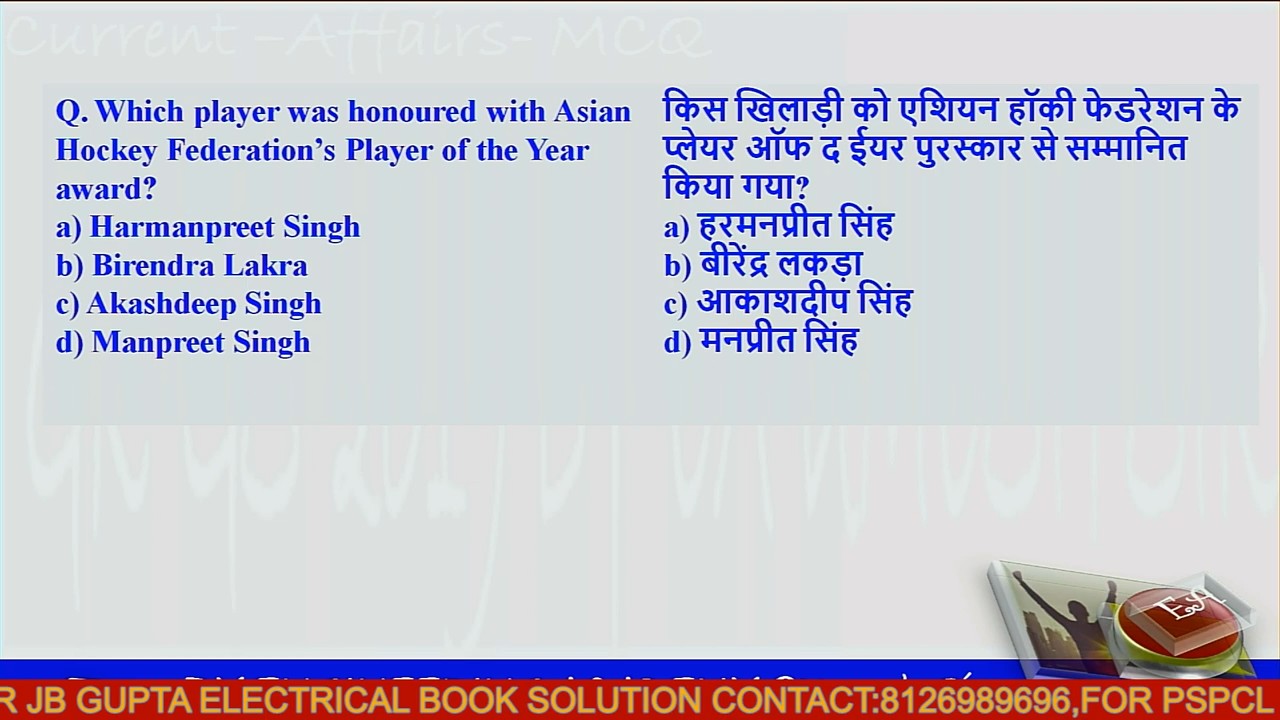 Current -Affairs- MCQ
Q. Which player was honoured with Asian
Hockey Federation’s Player of the Year
award?
a) Harmanpreet Singh
b) Birendra Lakra
c) Akashdeep Singh
d) Manpreet Singh
किस खिलाड़ी को एशियन हॉकी फेडरेशन के
प्लेयर ऑफ द ईयर पुरस्कार से सम्मानित
किया गया?
a) हरमनप्रीत सिंह
b) बीरेंद्र लकड़ा
c) आकाशदीप सिंह
d) मनप्रीत सिंह
EA
R JB GUPTA ELECTRICAL BOOK SOLUTION CONTACT:8126989696,FOR PSPCL